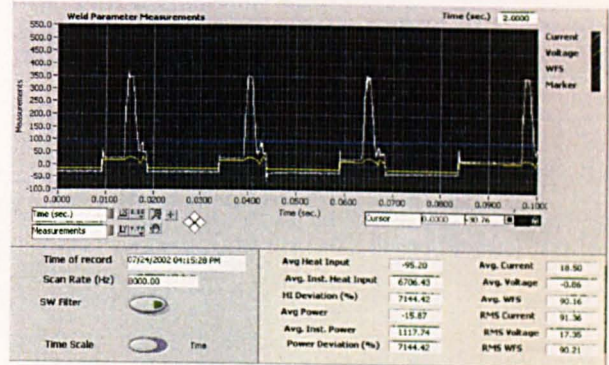 Weld Parameter Measurements
Time (sec.) 2.0000
550.0
500.0
450.0
400.0
350.0
300.0
250.0
200.0
150.0
100.0
50.0
0.0
-50.0
-100.0
Measurements
Current
Voltage
WFS
Marker
0.0000 0.0100 0.0200 0.0300 0.0400 0.0500 0.0600 0.0700 0.0800 0.0900 0.1000
Time (sec.)
Time (sec.)
Measurements
Cursor 0.0000 -30.76
Time of record 07/24/2002 04:15:28 PM
Scan Rate (Hz) 8000.00
SW Filter
Time Scale Time
Avg Heat Input -95.20
Avg. Inst. Heat Input 6706.43
HI Deviation (%) 7144.42
Avg Power -15.87
Avg. Inst. Power 1117.74
Power Deviation (%) 7144.42
Avg. Current 18.50
Avg. Voltage -0.86
Avg. WFS 90.16
RMS Current 91.36
RMS Voltage 17.35
RMS WFS 90.21